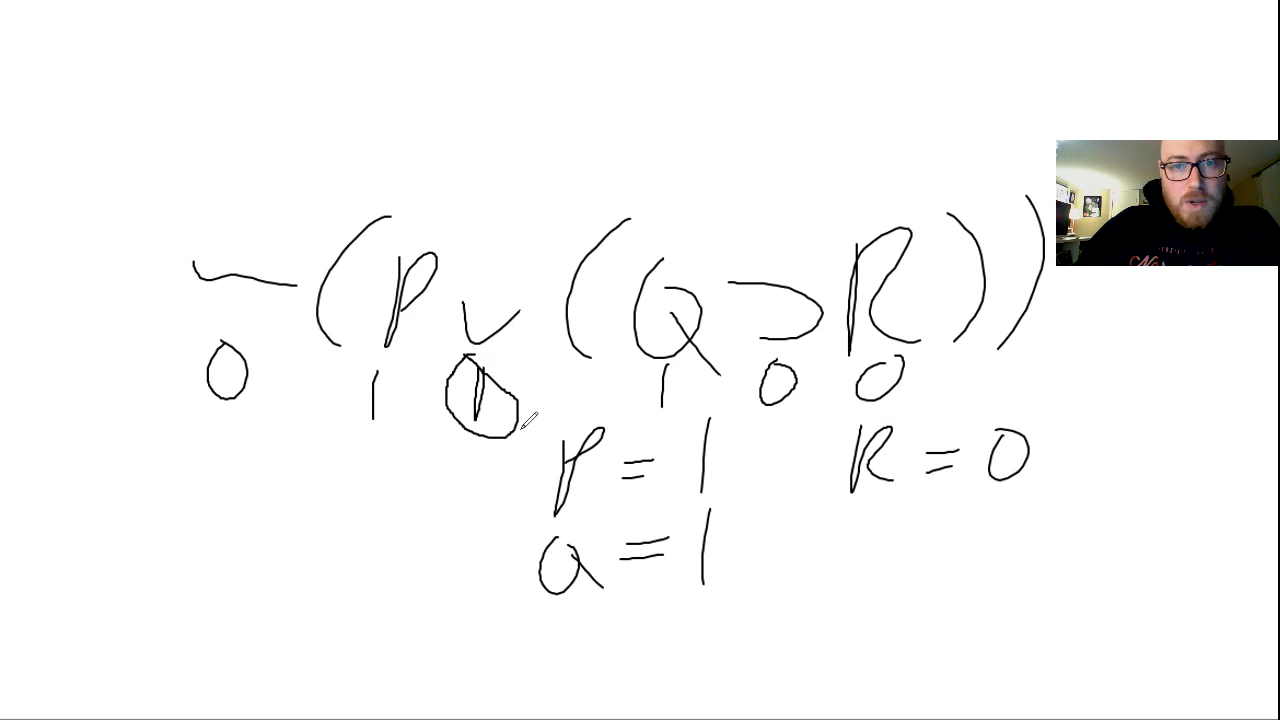 ~(P ∨ (Q ⊃ R))
0 1 1 1 0 0
P = 1 R = 0
Q = 1